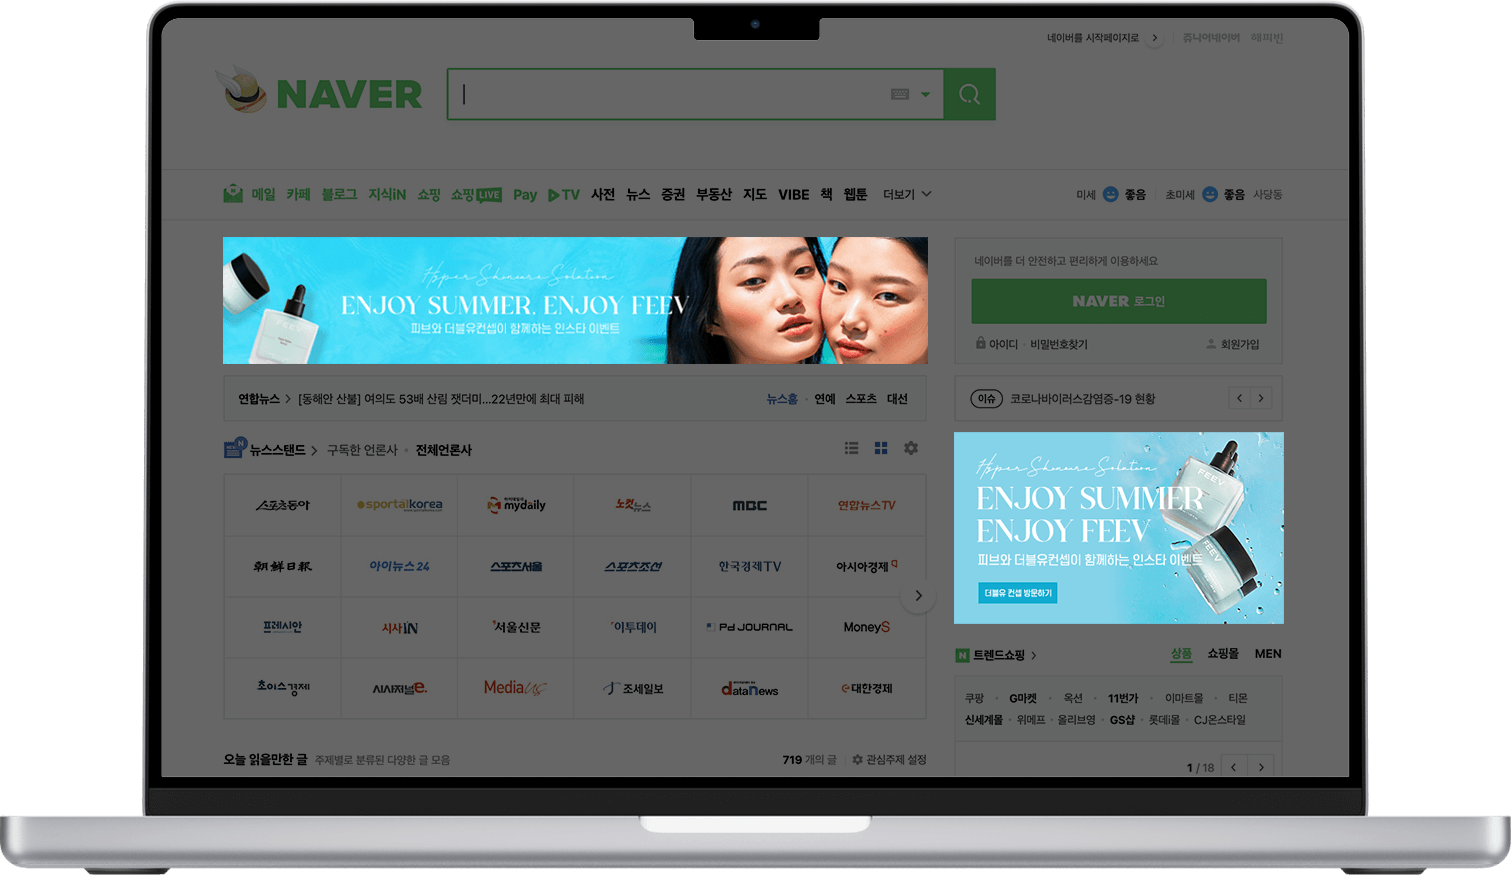 네이버를 시작페이지로
쥬니어네이버 해피빈
NAVER
메일 카페 블로그 지식iN 쇼핑 쇼핑LIVE Pay TV 사전 뉴스 증권 부동산 지도 VIBE 책 웹툰 더보기
미세 좋음 초미세 좋음 사당동
Hyper Skincure Solution
ENJOY SUMMER, ENJOY FEEV
피브와 더블유컨셉이 함께하는 인스타 이벤트
FEEV
네이버를 더 안전하고 편리하게 이용하세요
NAVER 로그인
아이디 · 비밀번호찾기 회원가입
연합뉴스 > [동해안 산불] 여의도 53배 산림 잿더미...22년만에 최대 피해
뉴스홈 · 연예 스포츠 대선
이슈 코로나바이러스감염증-19 현황
뉴스스탠드 > 구독한 언론사 · 전체언론사
스포츠동아 sportalkorea mydaily 노컷뉴스 MBC 연합뉴스TV
朝鮮日報 아이뉴스24 스포츠서울 스포츠조선 한국경제TV 아시아경제
프레시안 시사IN 서울신문 이투데이 PD JOURNAL MoneyS
초이스경제 시사저널e. Mediaus 조세일보 dataNews 대한경제
Hyper Skincure Solution
ENJOY SUMMER
ENJOY FEEV
피브와 더블유컨셉이 함께하는 인스타 이벤트
더블유 컨셉 방문하기
FEEV
FEEV
N 트렌드쇼핑 > 상품 쇼핑몰 MEN
쿠팡 · G마켓 · 옥션 · 11번가 · 이마트몰 · 티몬
신세계몰 · 위메프 · 올리브영 · GS샵 · 롯데i몰 · CJ온스타일
1 / 18
오늘 읽을만한 글 주제별로 분류된 다양한 글 모음
719 개의 글 관심주제 설정